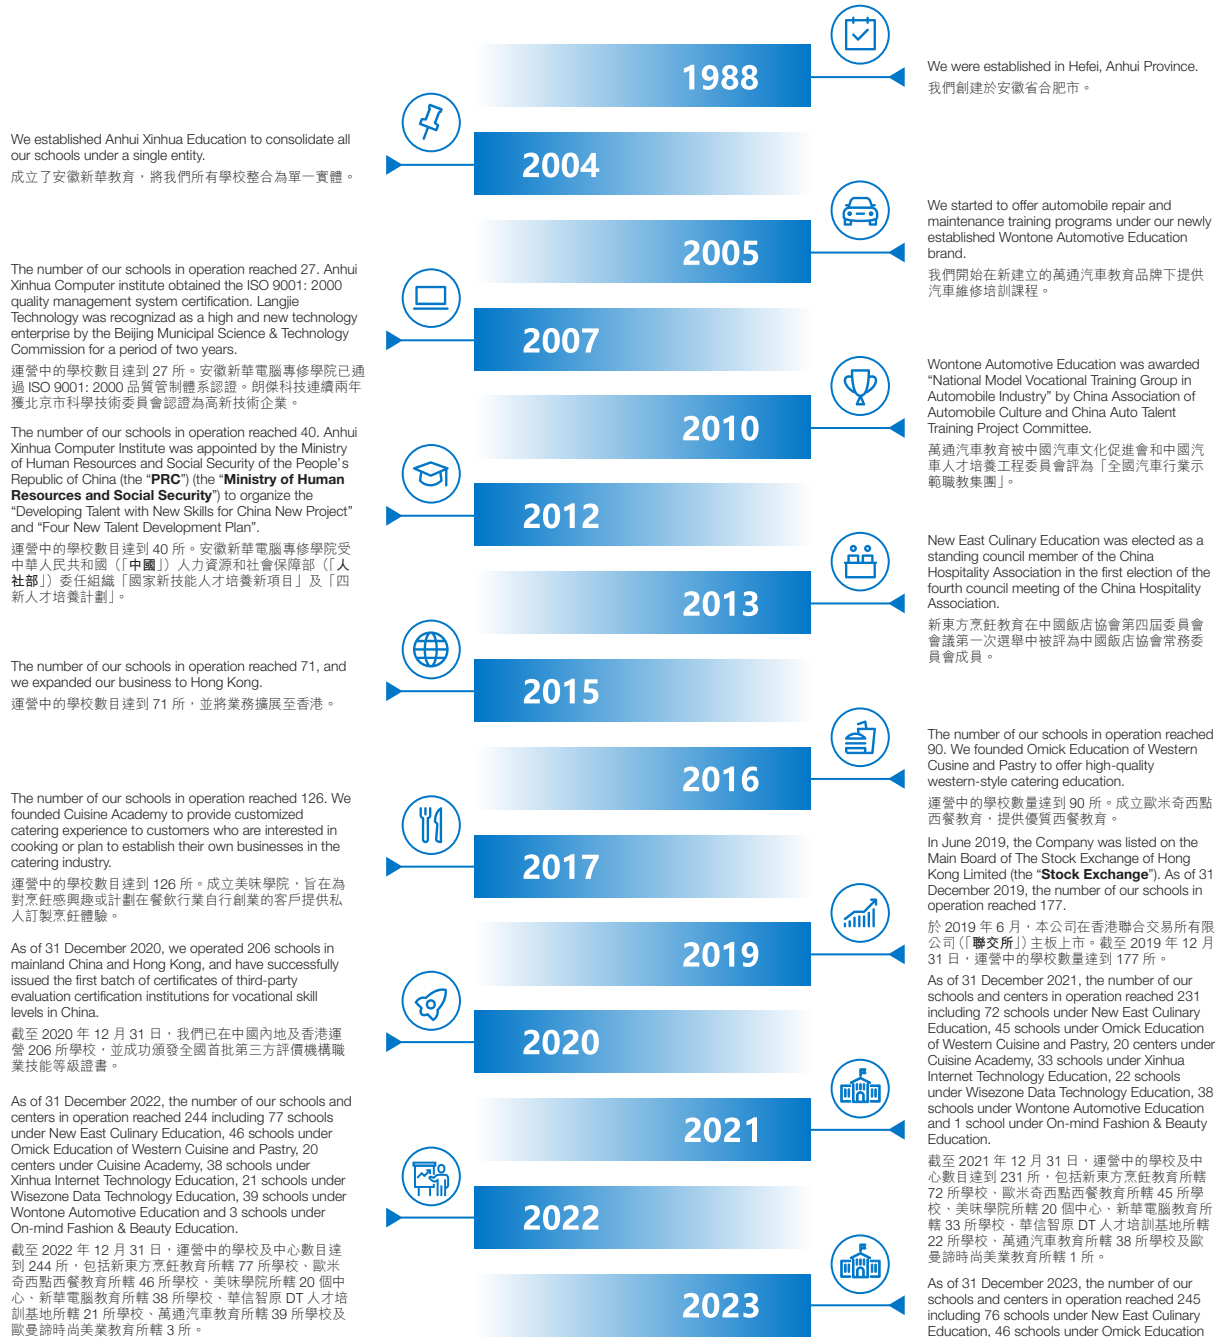 1988
We were established in Hefei, Anhui Province.
我們創建於安徽省合肥市。
We established Anhui Xinhua Education to consolidate all
our schools under a single entity.
成立了安徽新華教育，將我們所有學校整合為單一實體。
2004
2005
We started to offer automobile repair and
maintenance training programs under our newly
established Wontone Automotive Education
brand.
我們開始在新建立的萬通汽車教育品牌下提供
汽車維修培訓課程。
The number of our schools in operation reached 27. Anhui
Xinhua Computer institute obtained the ISO 9001: 2000
quality management system certification. Langjie
Technology was recognizad as a high and new technology
enterprise by the Beijing Municipal Science & Technology
Commission for a period of two years.
運營中的學校數目達到 27 所。安徽新華電腦專修學院已通
過 ISO 9001: 2000 品質管制體系認證。朗傑科技連續兩年
獲北京市科學技術委員會認證為高新技術企業。
2007
2010
Wontone Automotive Education was awarded
“National Model Vocational Training Group in
Automobile Industry” by China Association of
Automobile Culture and China Auto Talent
Training Project Committee.
萬通汽車教育被中國汽車文化促進會和中國汽
車人才培養工程委員會評為「全國汽車行業示
範職教集團」。
The number of our schools in operation reached 40. Anhui
Xinhua Computer Institute was appointed by the Ministry
of Human Resources and Social Security of the People's
Republic of China (the “PRC”) (the “Ministry of Human
Resources and Social Security”) to organize the
“Developing Talent with New Skills for China New Project”
and “Four New Talent Development Plan”.
運營中的學校數目達到 40 所。安徽新華電腦專修學院受
中華人民共和國（「中國」）人力資源和社會保障部（「人
社部」）委任組織「國家新技能人才培養新項目」及「四
新人才培養計劃」。
2012
2013
New East Culinary Education was elected as a
standing council member of the China
Hospitality Association in the first election of the
fourth council meeting of the China Hospitality
Association.
新東方烹飪教育在中國飯店協會第四屆委員會
會議第一次選舉中被評為中國飯店協會常務委
員會成員。
The number of our schools in operation reached 71, and
we expanded our business to Hong Kong.
運營中的學校數目達到 71 所，並將業務擴展至香港。
2015
2016
The number of our schools in operation reached
90. We founded Omick Education of Western
Cusine and Pastry to offer high-quality
western-style catering education.
運營中的學校數量達到 90 所。成立歐米奇西點
西餐教育，提供優質西餐教育。
The number of our schools in operation reached 126. We
founded Cuisine Academy to provide customized
catering experience to customers who are interested in
cooking or plan to establish their own businesses in the
catering industry.
運營中的學校數目達到 126 所。成立美味學院，旨在為
對烹飪感興趣或計劃在餐飲行業自行創業的客戶提供私
人訂製烹飪體驗。
2017
2019
In June 2019, the Company was listed on the
Main Board of The Stock Exchange of Hong
Kong Limited (the “Stock Exchange”). As of 31
December 2019, the number of our schools in
operation reached 177.
於 2019 年 6 月，本公司在香港聯合交易所有限
公司（「聯交所」）主板上市。截至 2019 年 12 月
31 日，運營中的學校數量達到 177 所。
As of 31 December 2020, we operated 206 schools in
mainland China and Hong Kong, and have successfully
issued the first batch of certificates of third-party
evaluation certification institutions for vocational skill
levels in China.
截至 2020 年 12 月 31 日，我們已在中國內地及香港運
營 206 所學校，並成功頒發全國首批第三方評價機構職
業技能等級證書。
2020
2021
As of 31 December 2021, the number of our
schools and centers in operation reached 231
including 72 schools under New East Culinary
Education, 45 schools under Omick Education
of Western Cuisine and Pastry, 20 centers under
Cuisine Academy, 33 schools under Xinhua
Internet Technology Education, 22 schools
under Wisezone Data Technology Education, 38
schools under Wontone Automotive Education
and 1 school under On-mind Fashion & Beauty
Education.
截至 2021 年 12 月 31 日，運營中的學校及中
心數目達到 231 所，包括新東方烹飪教育所轄
72 所學校、歐米奇西點西餐教育所轄 45 所學
校、美味學院所轄 20 個中心、新華電腦教育所
轄 33 所學校、華信智原 DT 人才培訓基地所轄
22 所學校、萬通汽車教育所轄 38 所學校及歐
曼諦時尚美業教育所轄 1 所。
As of 31 December 2022, the number of our schools and
centers in operation reached 244 including 77 schools
under New East Culinary Education, 46 schools under
Omick Education of Western Cuisine and Pastry, 20
centers under Cuisine Academy, 38 schools under
Xinhua Internet Technology Education, 21 schools under
Wisezone Data Technology Education, 39 schools under
Wontone Automotive Education and 3 schools under
On-mind Fashion & Beauty Education.
截至 2022 年 12 月 31 日，運營中的學校及中心數目達
到 244 所，包括新東方烹飪教育所轄 77 所學校、歐米
奇西點西餐教育所轄 46 所學校、美味學院所轄 20 個中
心、新華電腦教育所轄 38 所學校、華信智原 DT 人才培
訓基地所轄 21 所學校、萬通汽車教育所轄 39 所學校及
歐曼諦時尚美業教育所轄 3 所。
2022
2023
As of 31 December 2023, the number of our
schools and centers in operation reached 245
including 76 schools under New East Culinary
Education, 46 schools under Omick Education